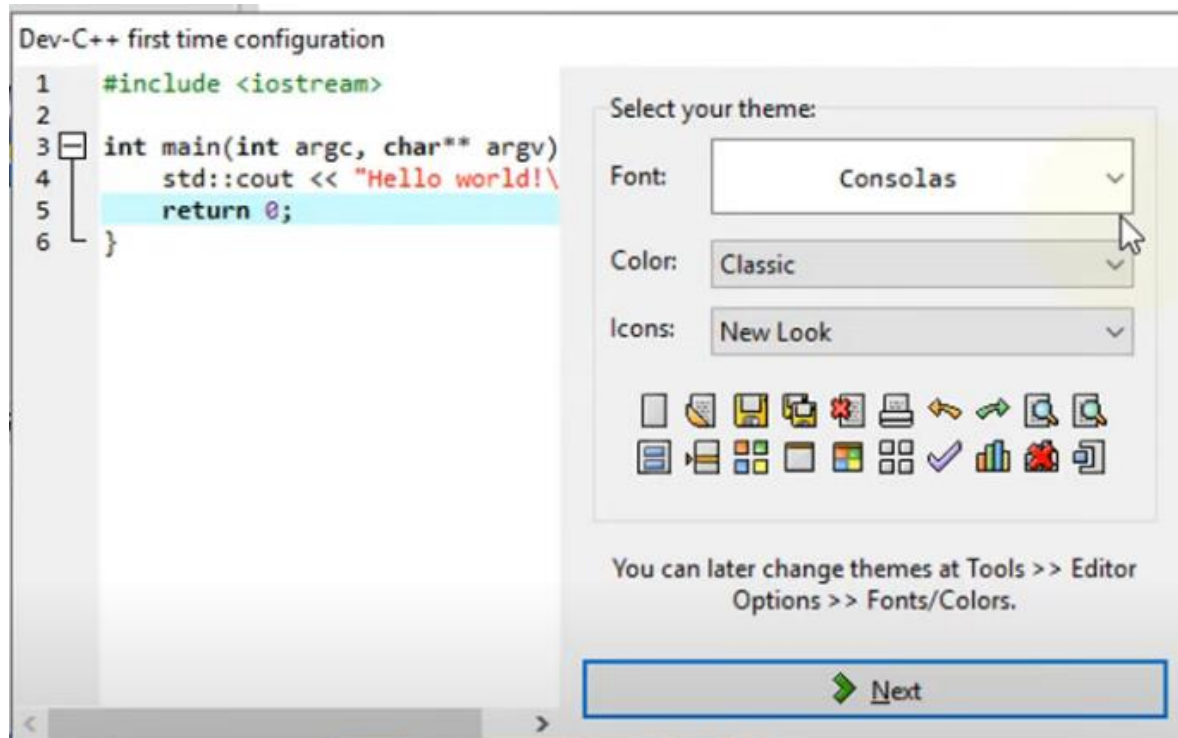 Dev-C++ first time configuration
1 #include <iostream>
2
3 int main(int argc, char** argv)
4 std::cout << "Hello world!\
5 return 0;
6 }
Select your theme:
Font: Consolas
Color: Classic
Icons: New Look
You can later change themes at Tools >> Editor
Options >> Fonts/Colors.
Next